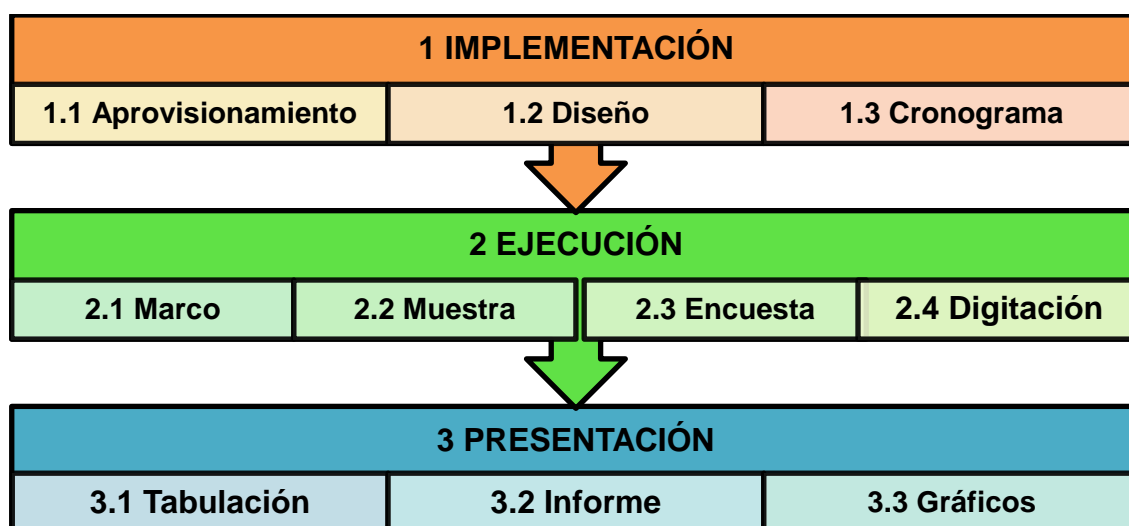 1 IMPLEMENTACIÓN
1.1 Aprovisionamiento
1.2 Diseño
1.3 Cronograma
2 EJECUCIÓN
2.1 Marco
2.2 Muestra
2.3 Encuesta
2.4 Digitación
3 PRESENTACIÓN
3.1 Tabulación
3.2 Informe
3.3 Gráficos